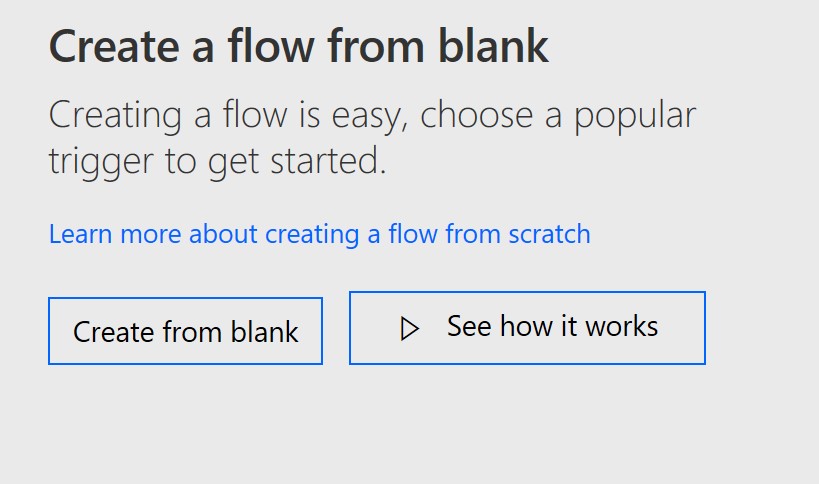 Create a flow from blank
Creating a flow is easy, choose a popular
trigger to get started.
Learn more about creating a flow from scratch
Create from blank
See how it works